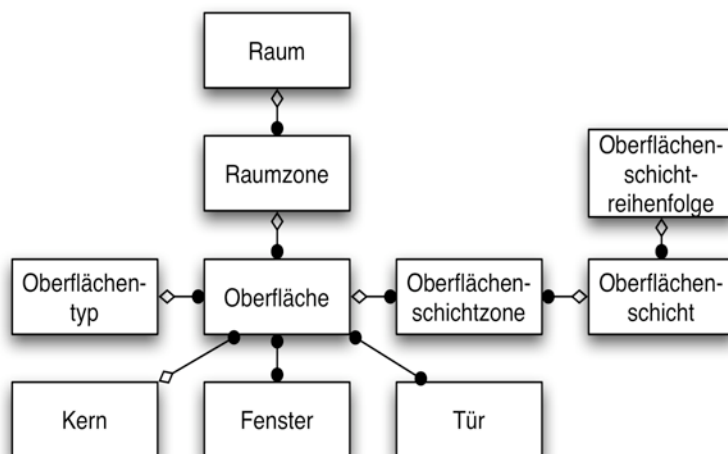 Raum
Raumzone
Oberflächen-
schicht-
reihenfolge
Oberflächen-
typ
Oberfläche
Oberflächen-
schichtzone
Oberflächen-
schicht
Kern
Fenster
Tür